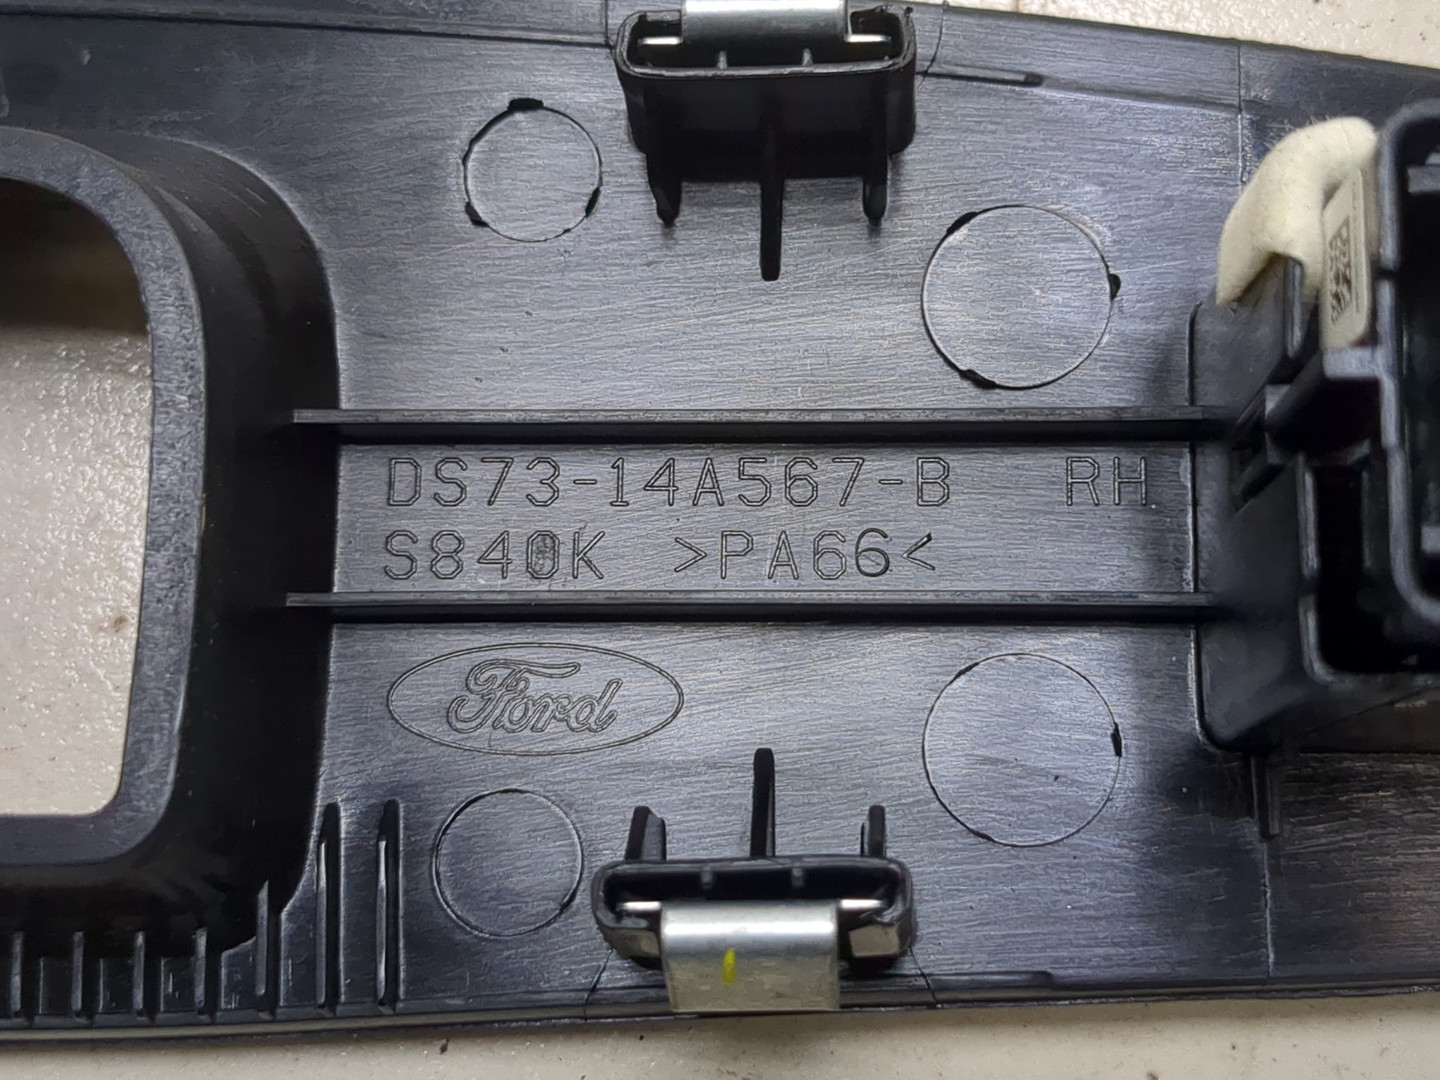 DS73-14A567-B RH
S840K >PA66<
Ford